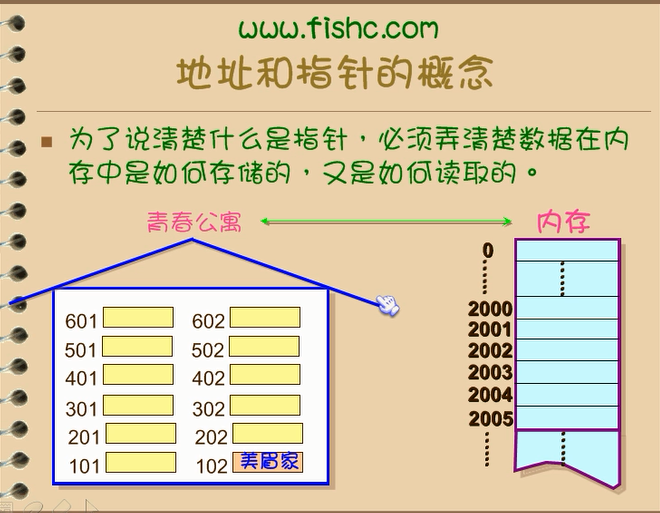 www.fishc.com
地址和指针的概念
为了说清楚什么是指针，必须弄清楚数据在内
存中是如何存储的，又是如何读取的。
青春公寓
内存
601 602
501 502
401 402
301 302
201 202
101 102 美眉家
0
2000
2001
2002
2003
2004
2005